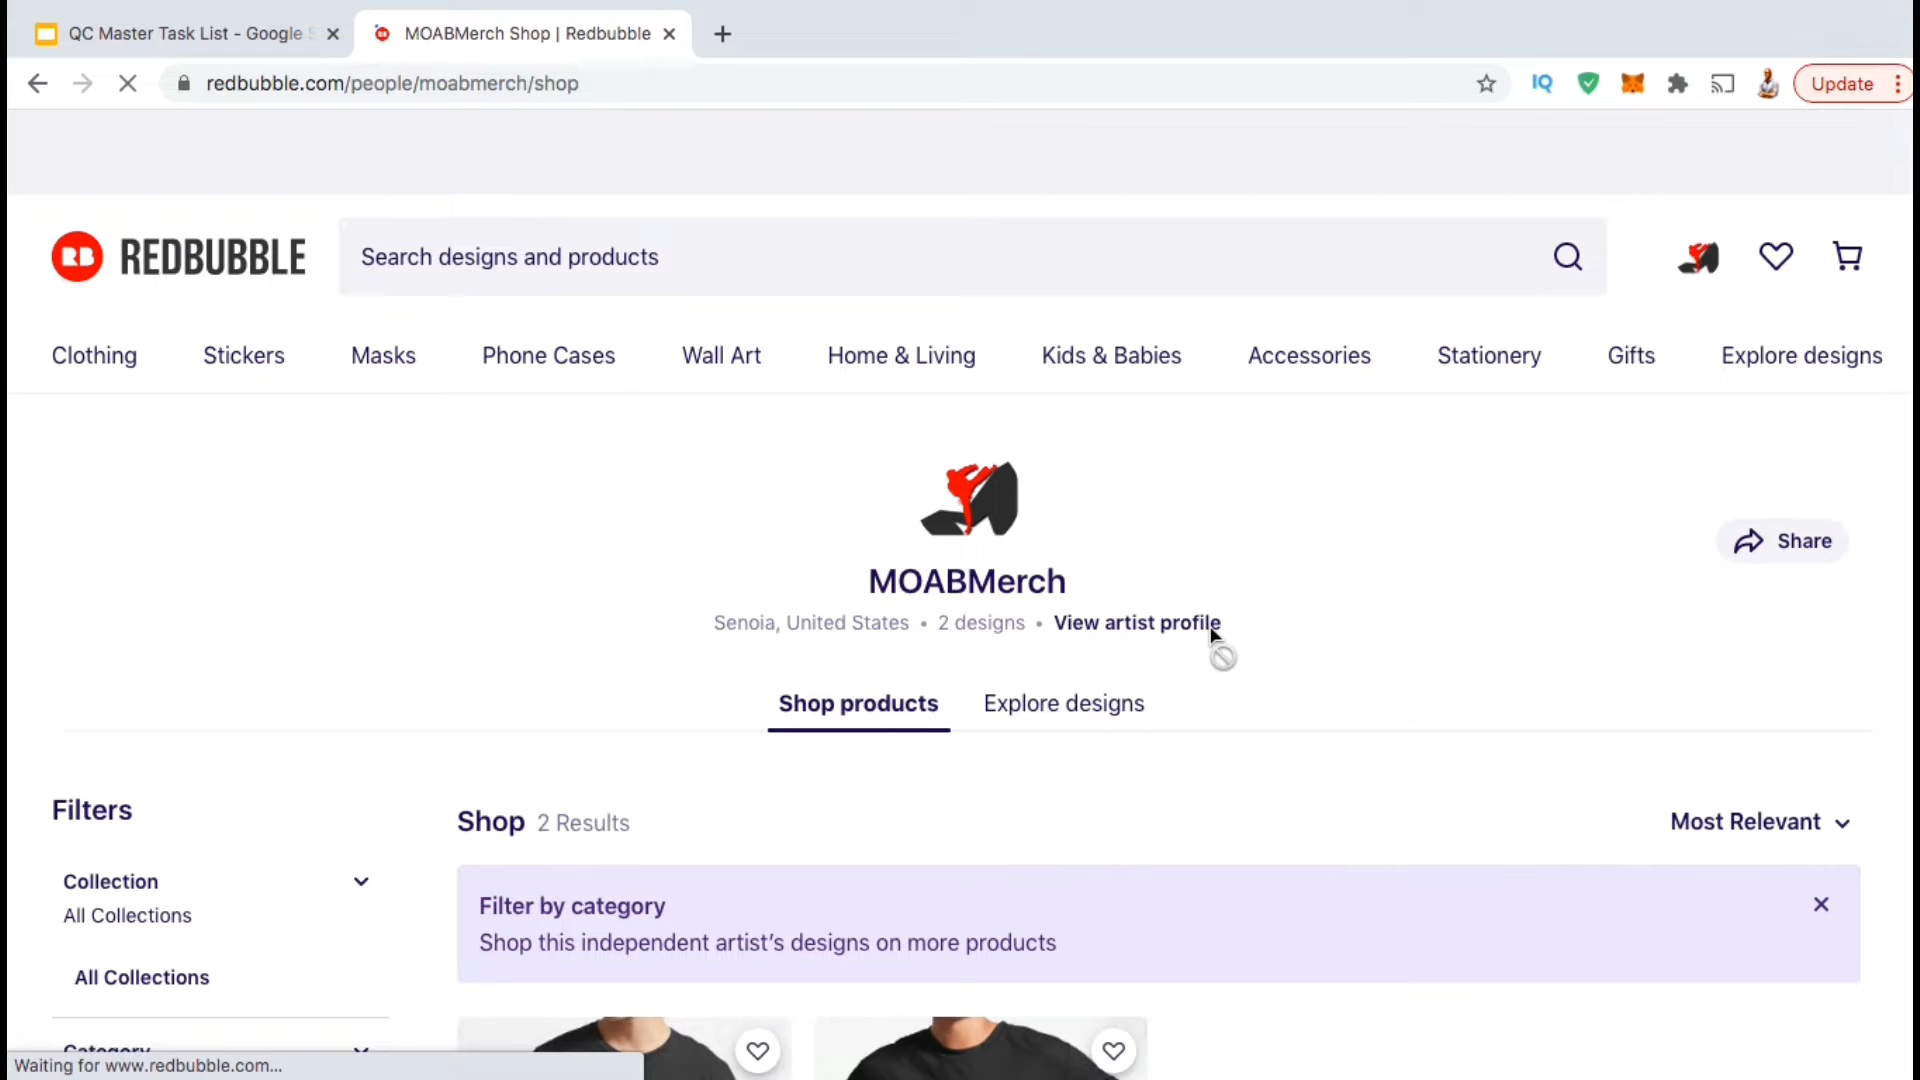 QC Master Task List - Google
MOABMerch Shop | Redbubble
redbubble.com/people/moabmerch/shop
IQ
Update
RB REDBUBBLE
Search designs and products
Clothing Stickers Masks Phone Cases Wall Art Home & Living Kids & Babies Accessories Stationery Gifts Explore designs
Share
MOABMerch
Senoia, United States • 2 designs • View artist profile
Shop products Explore designs
Filters
Shop 2 Results
Most Relevant
Collection
All Collections
All Collections
Filter by category
Shop this independent artist's designs on more products
Category
Waiting for www.redbubble.com...